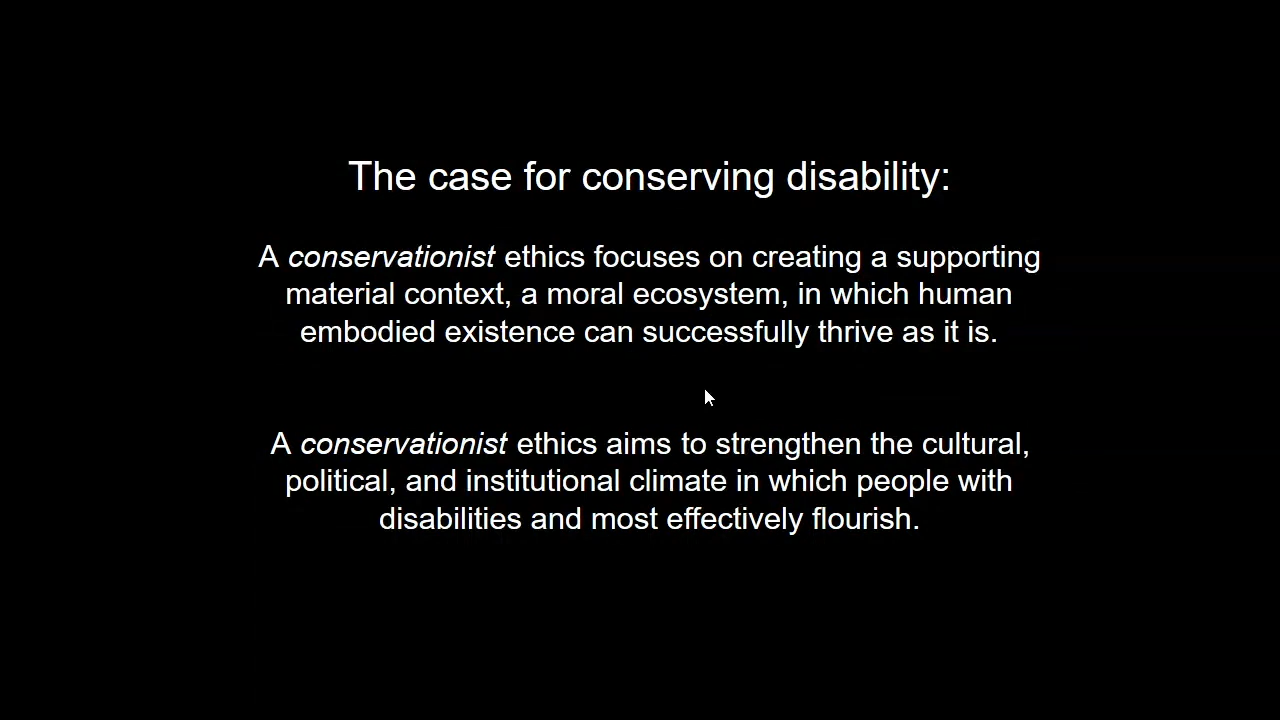 The case for conserving disability:
A conservationist ethics focuses on creating a supporting
material context, a moral ecosystem, in which human
embodied existence can successfully thrive as it is.
A conservationist ethics aims to strengthen the cultural,
political, and institutional climate in which people with
disabilities and most effectively flourish.